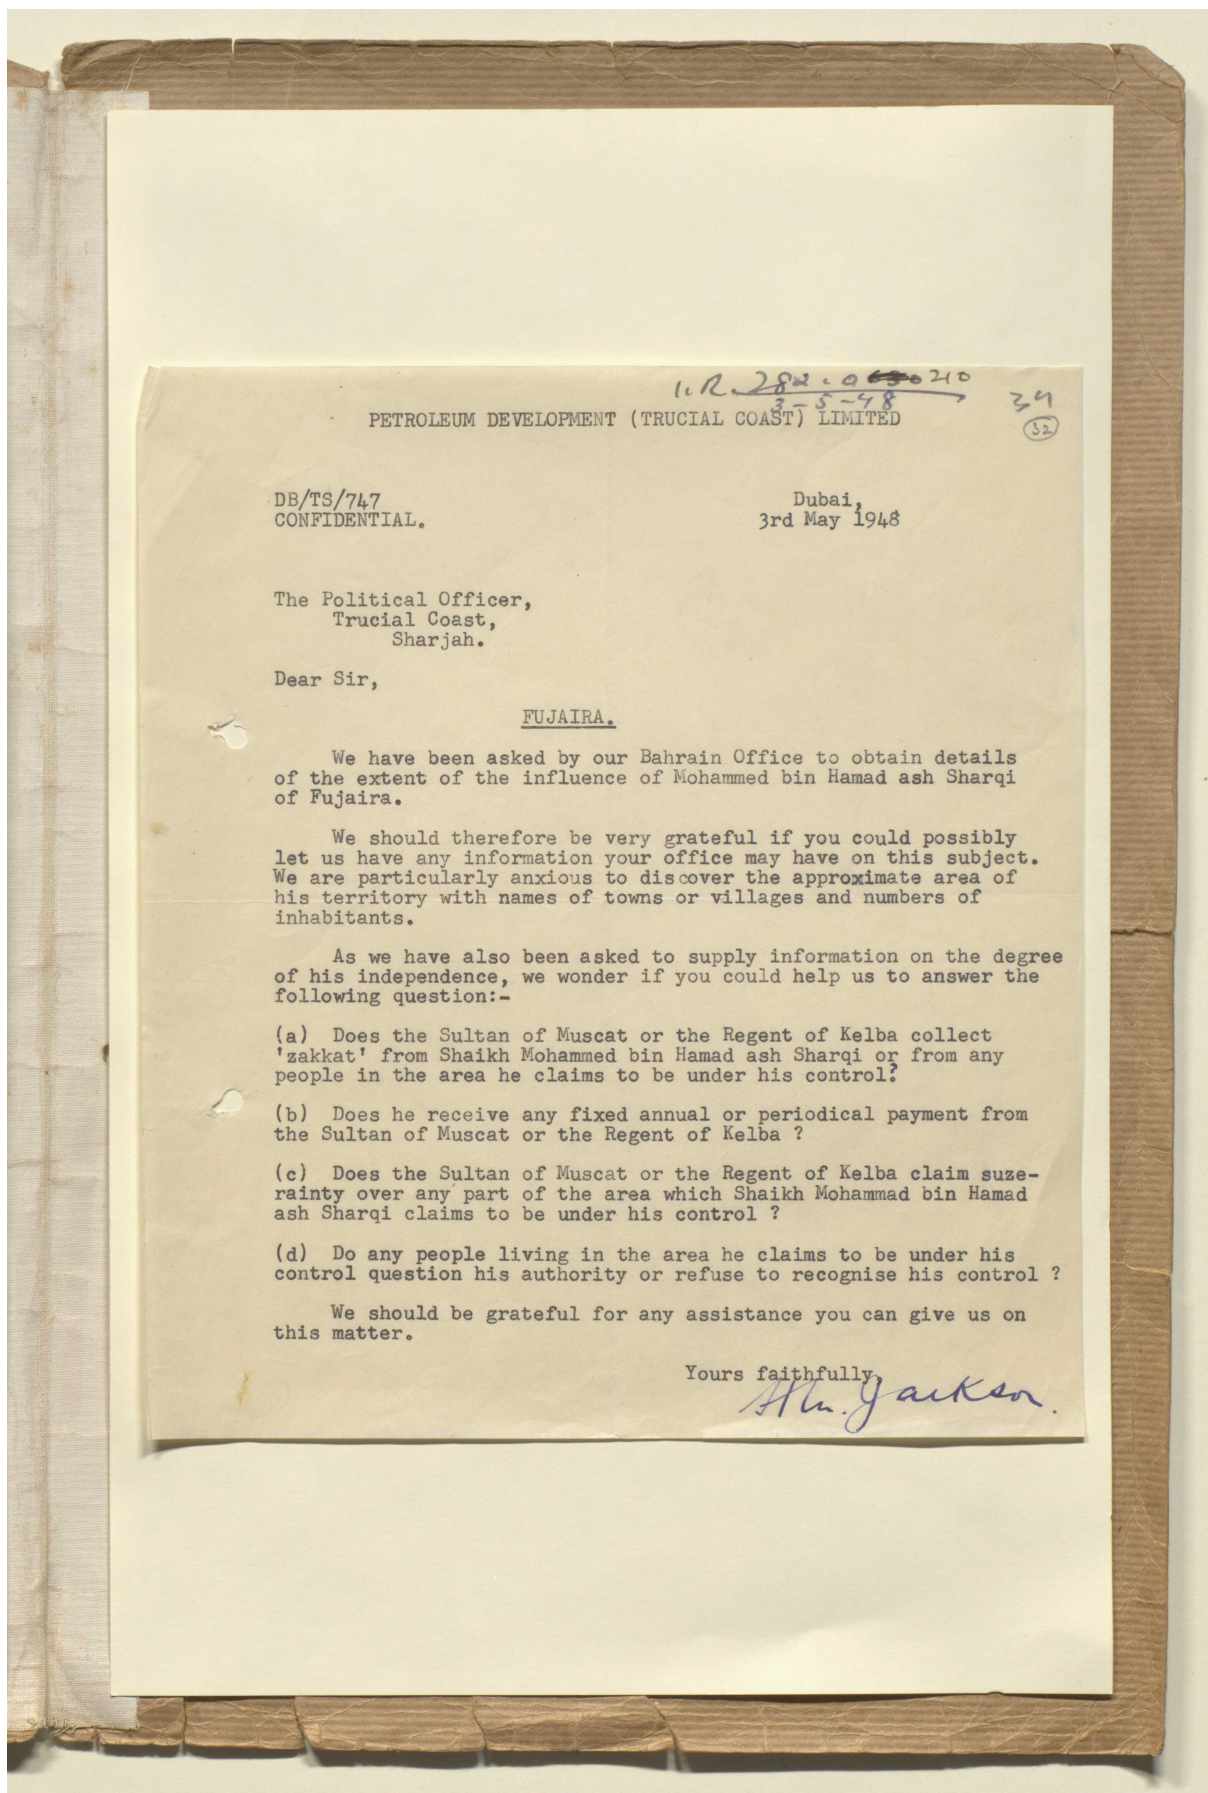 282.0 210
3-5-48
34
32
PETROLEUM DEVELOPMENT (TRUCIAL COAST) LIMITED
DB/TS/747
Dubai,
CONFIDENTIAL.
3rd May 1948
The Political Officer,
Trucial Coast,
Sharjah.
Dear Sir,
FUJAIRA.
We have been asked by our Bahrain Office to obtain details
of the extent of the influence of Mohammed bin Hamad ash Sharqi
of Fujaira.
We should therefore be very grateful if you could possibly
let us have any information your office may have on this subject.
We are particularly anxious to discover the approximate area of
his territory with names of towns or villages and numbers of
inhabitants.
As we have also been asked to supply information on the degree
of his independence, we wonder if you could help us to answer the
following question:-
(a) Does the Sultan of Muscat or the Regent of Kelba collect
'zakkat' from Shaikh Mohammed bin Hamad ash Sharqi or from any
people in the area he claims to be under his control?
(b) Does he receive any fixed annual or periodical payment from
the Sultan of Muscat or the Regent of Kelba ?
(c) Does the Sultan of Muscat or the Regent of Kelba claim suze-
rainty over any part of the area which Shaikh Mohammad bin Hamad
ash Sharqi claims to be under his control ?
(d) Do any people living in the area he claims to be under his
control question his authority or refuse to recognise his control ?
We should be grateful for any assistance you can give us on
this matter.
Yours faithfully,
Jackson.